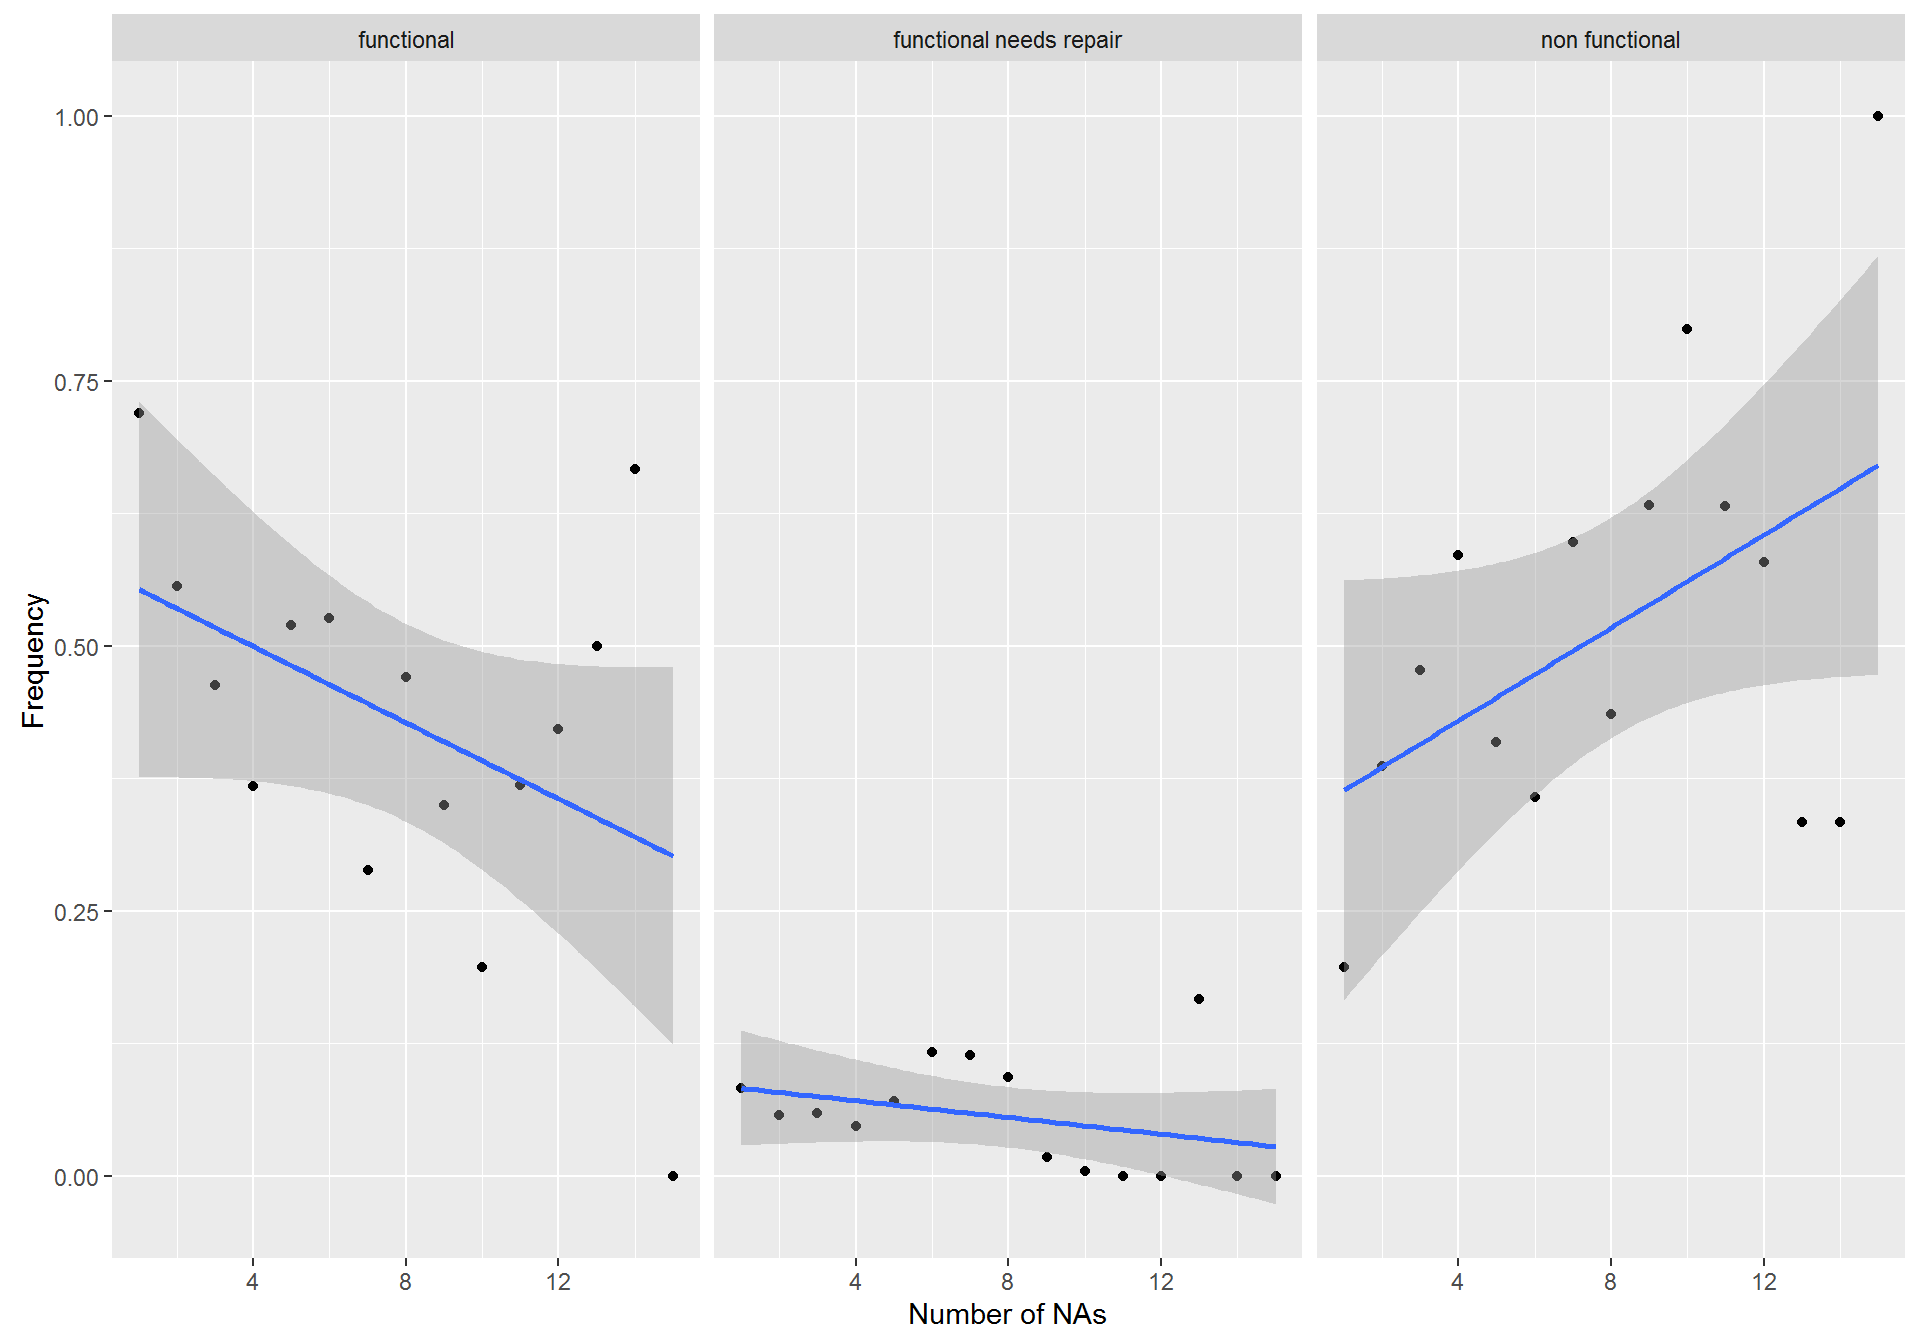 functional
functional needs repair
non functional
1.00
0.75
0.50
0.25
0.00
Frequency
4 8 12
4 8 12
4 8 12
Number of NAs